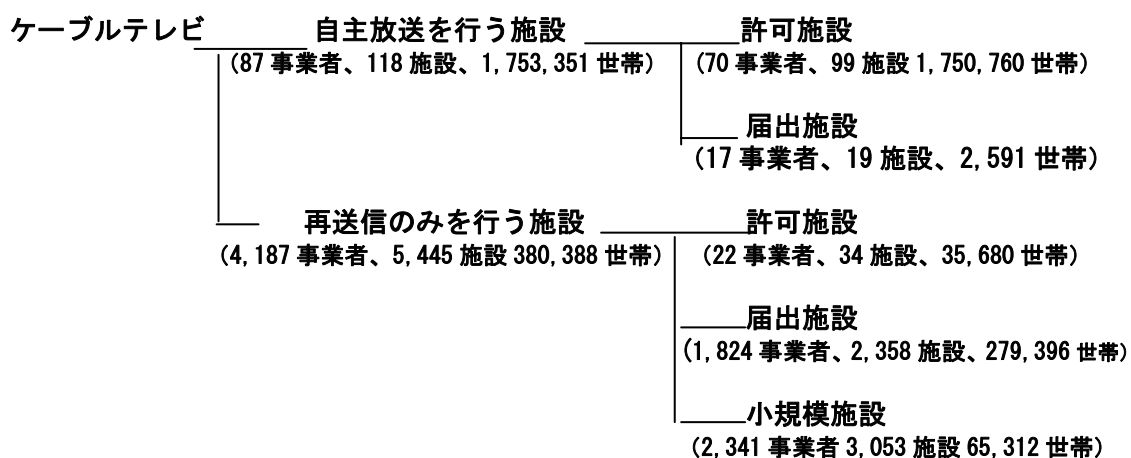 ケーブルテレビ 自主放送を行う施設 許可施設
(87事業者、118施設、1,753,351世帯) (70事業者、99施設1,750,760世帯)
届出施設
(17事業者、19施設、2,591世帯)
再送信のみを行う施設 許可施設
(4,187事業者、5,445施設380,388世帯) (22事業者、34施設、35,680世帯)
届出施設
(1,824事業者、2,358施設、279,396世帯)
小規模施設
(2,341事業者3,053施設65,312世帯)